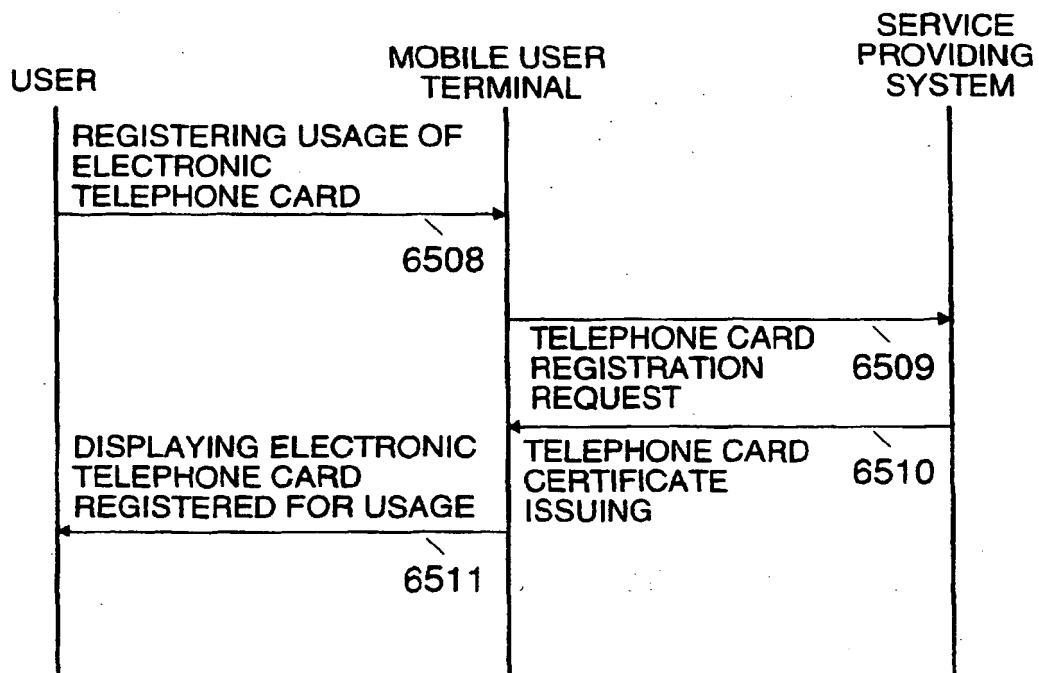 USER
MOBILE USER
TERMINAL
SERVICE
PROVIDING
SYSTEM
REGISTERING USAGE OF
ELECTRONIC
TELEPHONE CARD
6508
TELEPHONE CARD
REGISTRATION
REQUEST
6509
TELEPHONE CARD
CERTIFICATE
ISSUING
6510
DISPLAYING ELECTRONIC
TELEPHONE CARD
REGISTERED FOR USAGE
6511